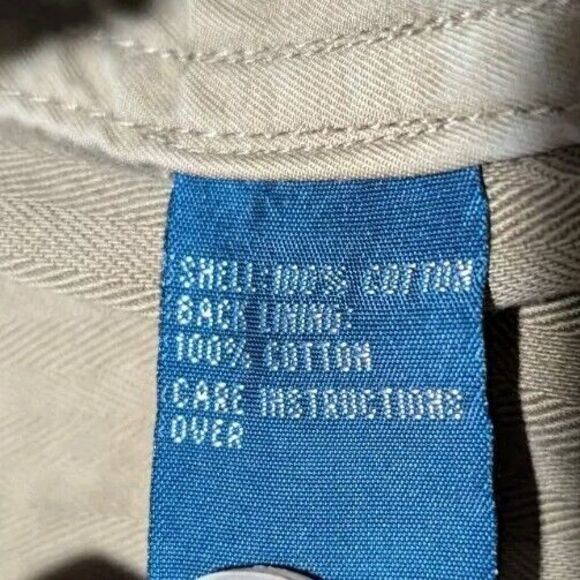 SHELL:100% COTTON
BACK LINING:
100% COTTON
CARE INSTRUCTIONS
OVER